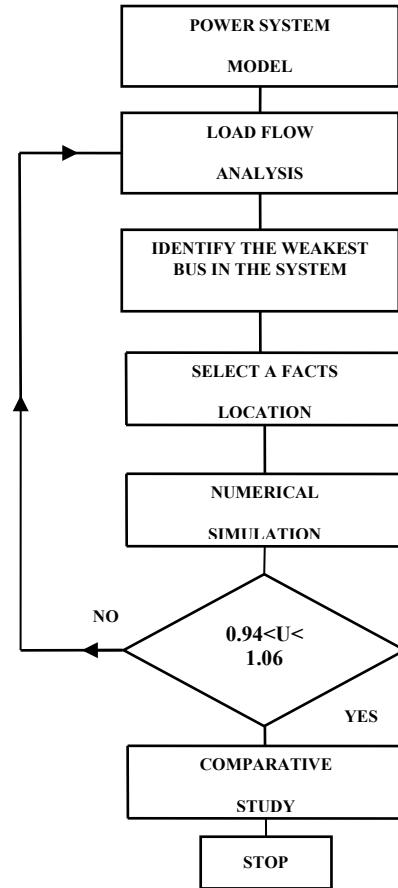 POWER SYSTEM
MODEL
LOAD FLOW
ANALYSIS
IDENTIFY THE WEAKEST
BUS IN THE SYSTEM
SELECT A FACTS
LOCATION
NUMERICAL
SIMULATION
NO
0.94<U<
1.06
YES
COMPARATIVE
STUDY
STOP